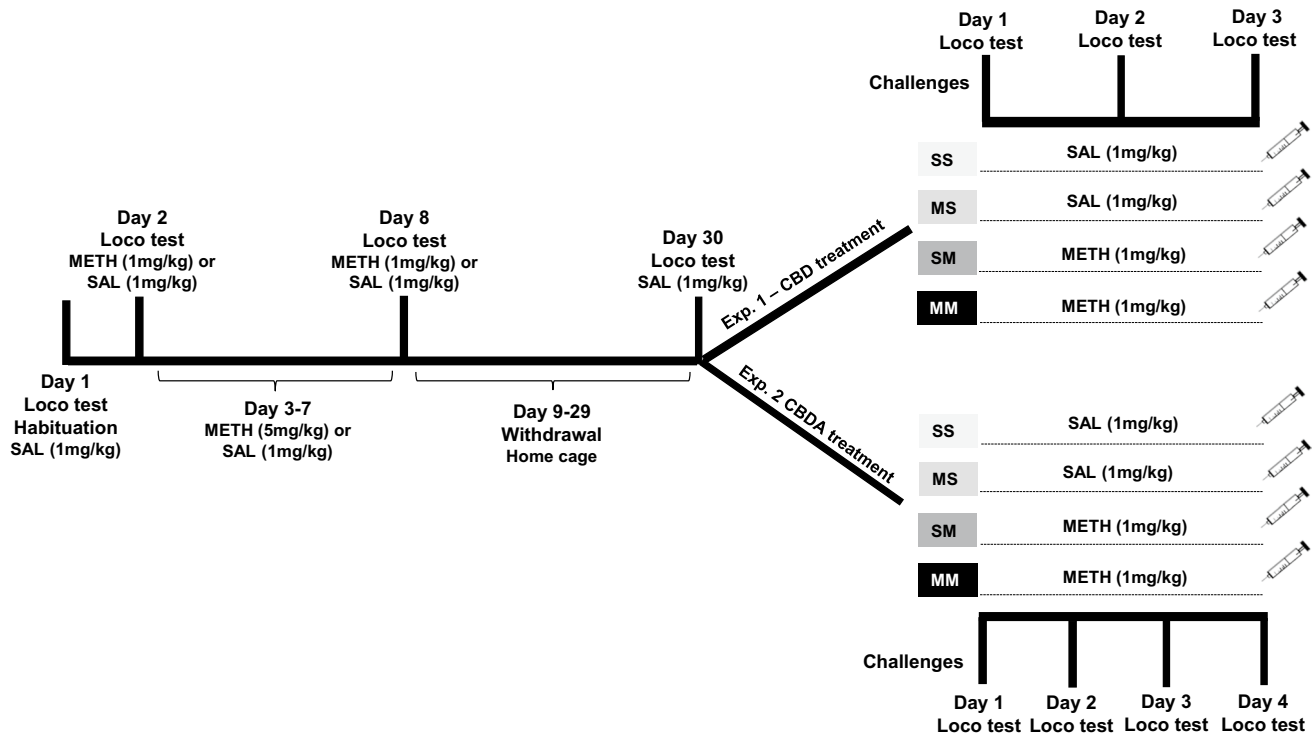 Day 1
Loco test
Day 2
Loco test
Day 3
Loco test
Challenges
SS
SAL (1mg/kg)
MS
SAL (1mg/kg)
SM
METH (1mg/kg)
MM
METH (1mg/kg)
Day 2
Loco test
METH (1mg/kg) or
SAL (1mg/kg)
Day 8
Loco test
METH (1mg/kg) or
SAL (1mg/kg)
Day 30
Loco test
SAL (1mg/kg)
Exp. 1 – CBD treatment
Day 1
Loco test
Habituation
SAL (1mg/kg)
Day 3-7
METH (5mg/kg) or
SAL (1mg/kg)
Day 9-29
Withdrawal
Home cage
Exp. 2 CBDA treatment
SS
SAL (1mg/kg)
MS
SAL (1mg/kg)
SM
METH (1mg/kg)
MM
METH (1mg/kg)
Challenges
Day 1
Loco test
Day 2
Loco test
Day 3
Loco test
Day 4
Loco test